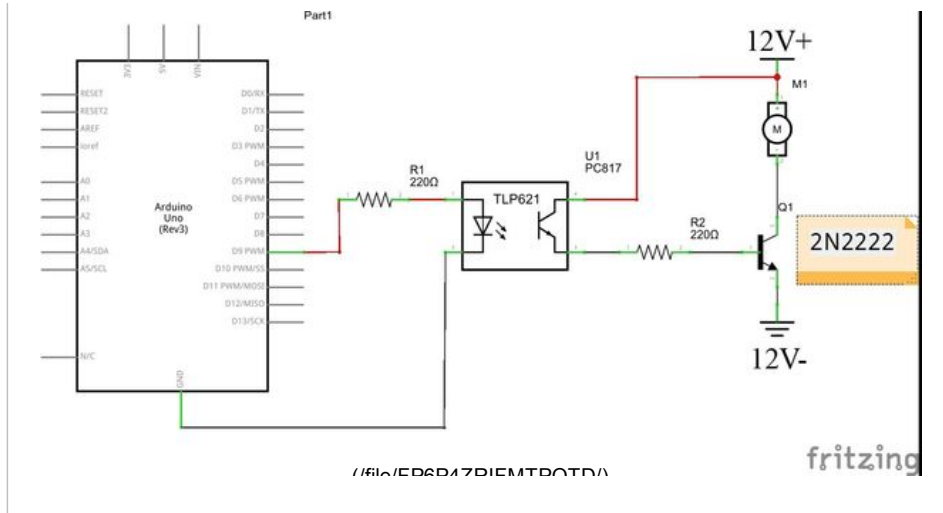 Part1
12V+
3V3
5V
VIN
M1
RESET
D0/RX
RESET2
D1/TX
AREF
D2
M
Ioref
D3 PWM
D4
U1
PC817
R1
220Ω
A0
D5 PWM
A1
D6 PWM
TLP621
A2
D7
Arduino
Uno
(Rev3)
Q1
A3
D8
R2
220Ω
2N2222
A4/SDA
D9 PWM
A5/SCL
D10 PWM/SS
D11 PWM/MOSI
D12/MISO
D13/SCK
N/C
12V-
GND
fritzing